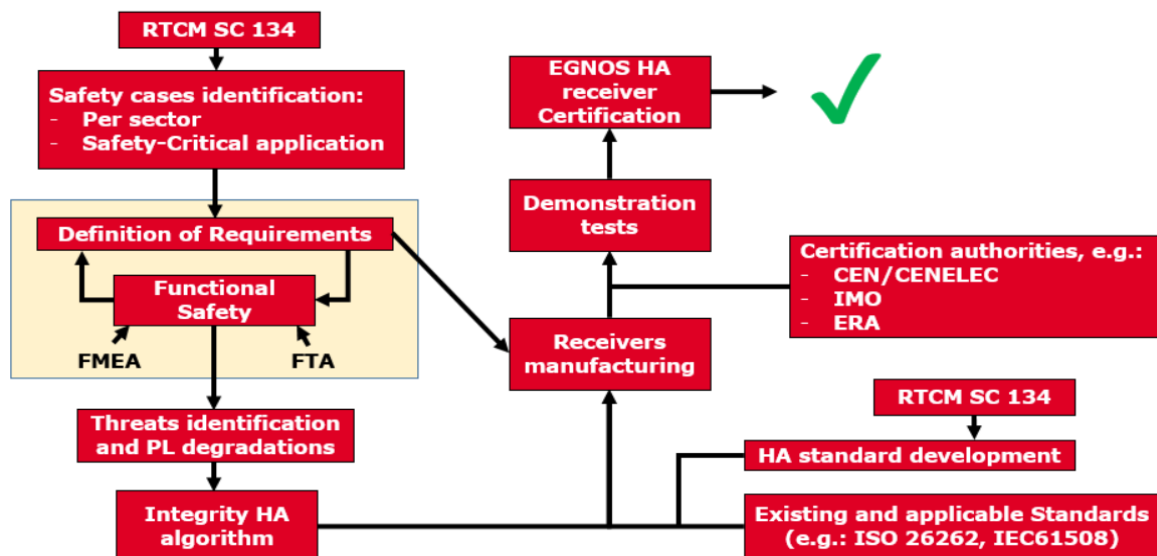 RTCM SC 134
Safety cases identification:
- Per sector
- Safety-Critical application
Definition of Requirements
Functional
Safety
FMEA
FTA
Threats identification
and PL degradations
Integrity HA
algorithm
EGNOS HA
receiver
Certification
Demonstration
tests
Receivers
manufacturing
Certification authorities, e.g.:
- CEN/CENELEC
- IMO
- ERA
RTCM SC 134
HA standard development
Existing and applicable Standards
(e.g.: ISO 26262, IEC61508)